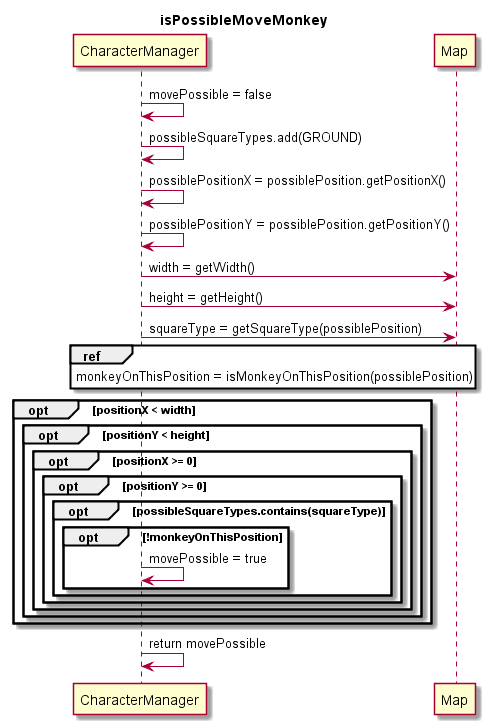 isPossibleMoveMonkey
CharacterManager
Map
movePossible = false
possibleSquareTypes.add(GROUND)
possiblePositionX = possiblePosition.getPositionX()
possiblePositionY = possiblePosition.getPositionY()
width = getWidth()
height = getHeight()
squareType = getSquareType(possiblePosition)
ref
monkeyOnThisPosition = isMonkeyOnThisPosition(possiblePosition)
opt [positionX < width]
opt [positionY < height]
opt [positionX >= 0]
opt [positionY >= 0]
opt [possibleSquareTypes.contains(squareType)]
opt [!monkeyOnThisPosition]
movePossible = true
return movePossible
CharacterManager
Map